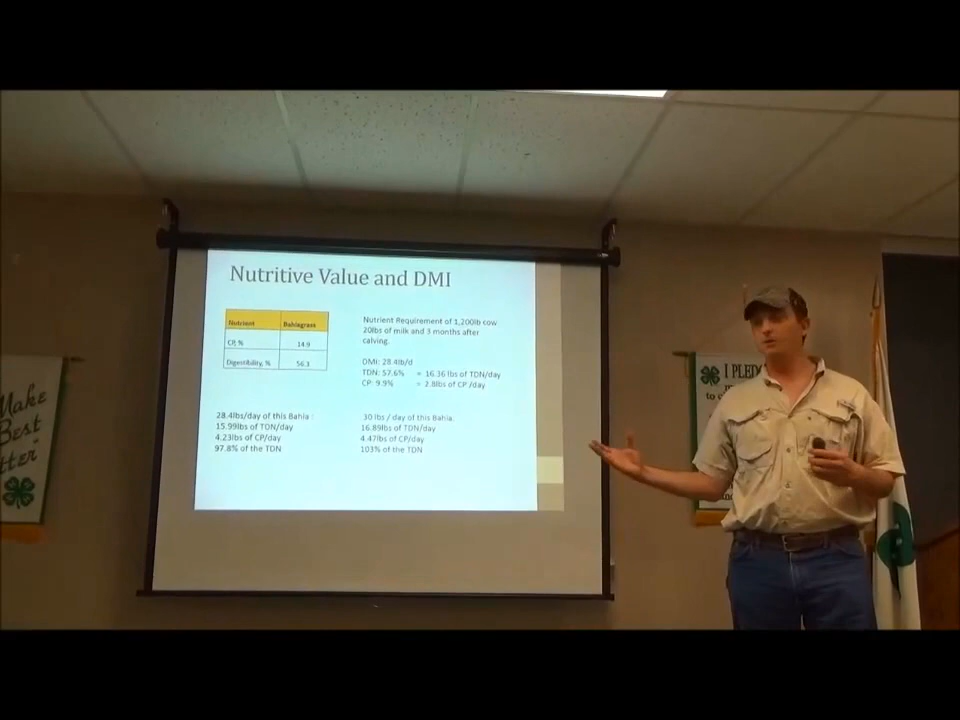 Nutritive Value and DMI
Nutrient Bahiagrass
CP, % 14.9
Digestibility, % 56.3
Nutrient Requirement of 1,200lb cow
20lbs of milk and 3 months after
calving.
DMI: 28.4lb/d
TDN: 57.6% = 16.36 lbs of TDN/day
CP: 9.9% = 2.8lbs of CP /day
28.4lbs/day of this Bahia :
15.99lbs of TDN/day
4.23lbs of CP/day
97.8% of the TDN
30 lbs / day of this Bahia.
16.89lbs of TDN/day
4.47lbs of CP/day
103% of the TDN
Make
Best
tter"
I PLED